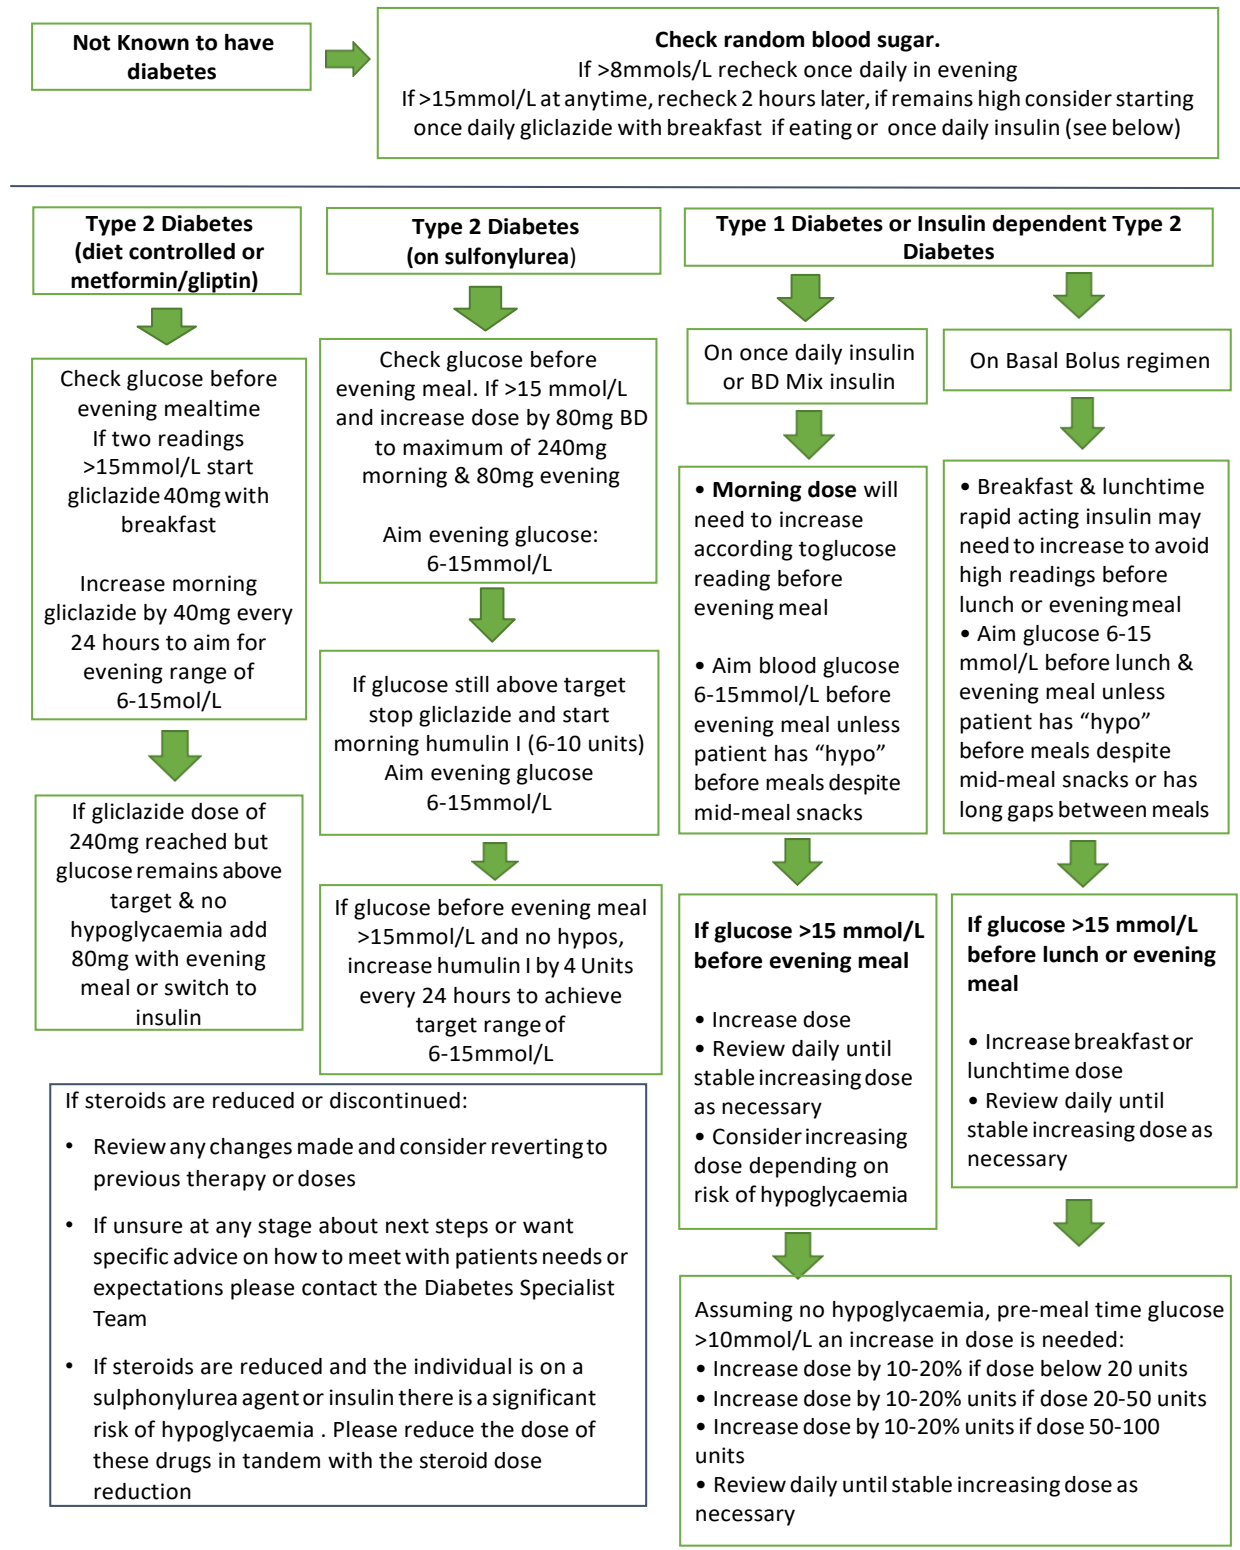 Not Known to have
diabetes
Check random blood sugar.
If >8mmols/L recheck once daily in evening
If >15mmol/L at anytime, recheck 2 hours later, if remains high consider starting
once daily gliclazide with breakfast if eating or once daily insulin (see below)
Type 2 Diabetes
(diet controlled or
metformin/gliptin)
Check glucose before
evening mealtime
If two readings
>15mmol/L start
gliclazide 40mg with
breakfast
Increase morning
gliclazide by 40mg every
24 hours to aim for
evening range of
6-15mol/L
If gliclazide dose of
240mg reached but
glucose remains above
target & no
hypoglycaemia add
80mg with evening
meal or switch to
insulin
Type 2 Diabetes
(on sulfonylurea)
Check glucose before
evening meal. If >15 mmol/L
and increase dose by 80mg BD
to maximum of 240mg
morning & 80mg evening
Aim evening glucose:
6-15mmol/L
If glucose still above target
stop gliclazide and start
morning humulin I (6-10 units)
Aim evening glucose
6-15mmol/L
If glucose before evening meal
>15mmol/L and no hypos,
increase humulin I by 4 Units
every 24 hours to achieve
target range of
6-15mmol/L
Type 1 Diabetes or Insulin dependent Type 2
Diabetes
On once daily insulin
or BD Mix insulin
• Morning dose will
need to increase
according to glucose
reading before
evening meal
• Aim blood glucose
6-15mmol/L before
evening meal unless
patient has “hypo”
before meals despite
mid-meal snacks
If glucose >15 mmol/L
before evening meal
• Increase dose
• Review daily until
stable increasing dose
as necessary
• Consider increasing
dose depending on
risk of hypoglycaemia
On Basal Bolus regimen
• Breakfast & lunchtime
rapid acting insulin may
need to increase to avoid
high readings before
lunch or evening meal
• Aim glucose 6-15
mmol/L before lunch &
evening meal unless
patient has “hypo”
before meals despite
mid-meal snacks or has
long gaps between meals
If glucose >15 mmol/L
before lunch or evening
meal
• Increase breakfast or
lunchtime dose
• Review daily until
stable increasing dose as
necessary
Assuming no hypoglycaemia, pre-meal time glucose
>10mmol/L an increase in dose is needed:
• Increase dose by 10-20% if dose below 20 units
• Increase dose by 10-20% units if dose 20-50 units
• Increase dose by 10-20% units if dose 50-100
units
• Review daily until stable increasing dose as
necessary
If steroids are reduced or discontinued:
• Review any changes made and consider reverting to
previous therapy or doses
• If unsure at any stage about next steps or want
specific advice on how to meet with patients needs or
expectations please contact the Diabetes Specialist
Team
• If steroids are reduced and the individual is on a
sulphonylurea agent or insulin there is a significant
risk of hypoglycaemia . Please reduce the dose of
these drugs in tandem with the steroid dose
reduction